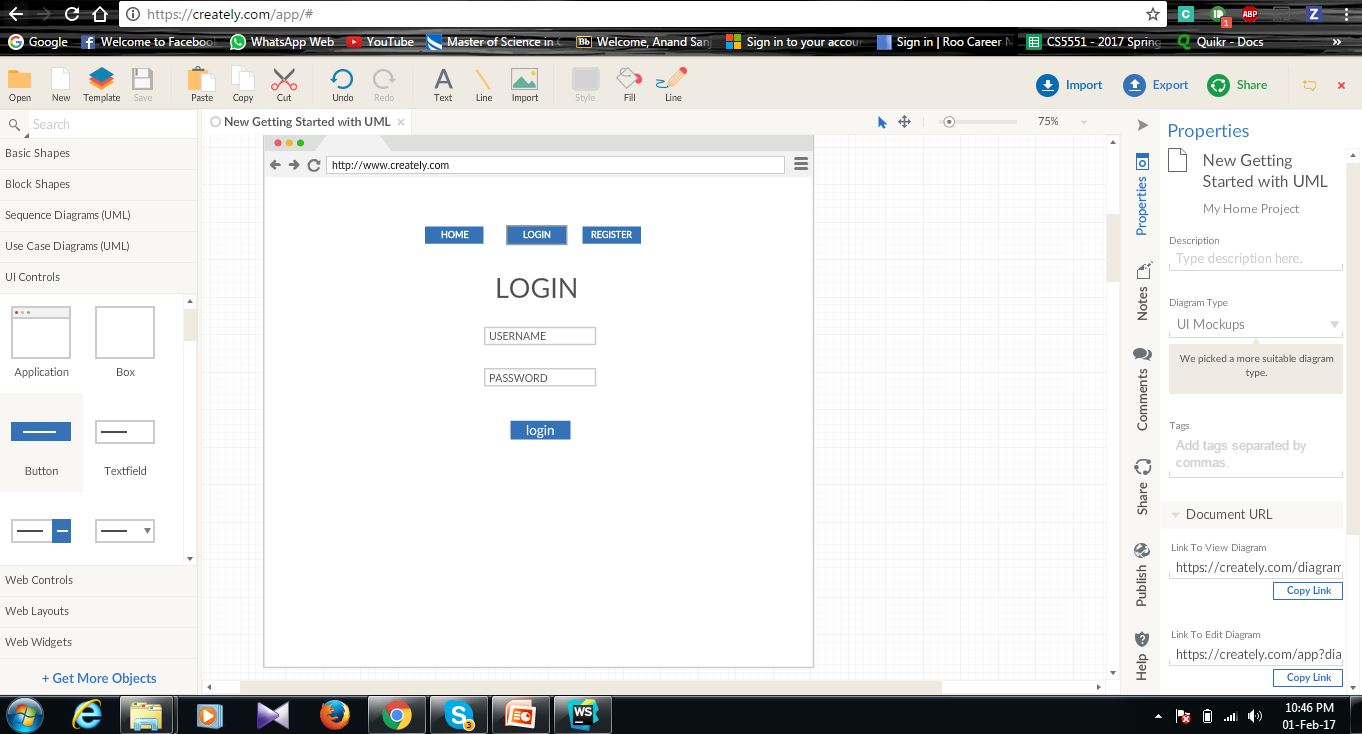 https://creately.com/app/#
1
ABP
Z
Google
Welcome to Faceboo
WhatsApp Web
YouTube
Master of Science in
Bb Welcome, Anand San
Sign in to your accou
Sign in | Roo Career N
CS5551 - 2017 Spring
Quikr - Docs
»
Open
New
Template
Save
Paste
Copy
Cut
Undo
Redo
Text
Line
Import
Style
Fill
Line
Import
Export
Share
Search
New Getting Started with UML
75%
Basic Shapes
Block Shapes
Sequence Diagrams (UML)
Use Case Diagrams (UML)
UI Controls
Application
Box
Button
Textfield
Web Controls
Web Layouts
Web Widgets
+ Get More Objects
http://www.creately.com
HOME
LOGIN
REGISTER
LOGIN
USERNAME
PASSWORD
login
Properties
Notes
Comments
Share
Publish
Help
Properties
New Getting
Started with UML
My Home Project
Description
Type description here.
Diagram Type
UI Mockups
We picked a more suitable diagram
type.
Tags
Add tags separated by
commas.
Document URL
Link To View Diagram
https://creately.com/diagram
Copy Link
Link To Edit Diagram
https://creately.com/app?dia
Copy Link
S
3
WS
10:46 PM
01-Feb-17